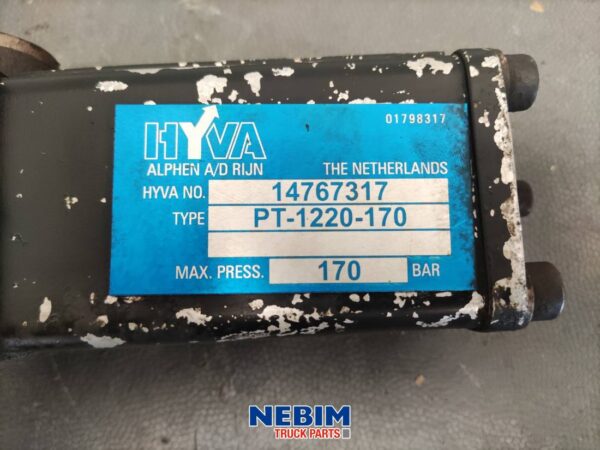 01798317
HYVA
ALPHEN A/D RIJN THE NETHERLANDS
HYVA NO. 14767317
TYPE PT-1220-170
MAX. PRESS. 170 BAR
NEBIM
TRUCK PARTS